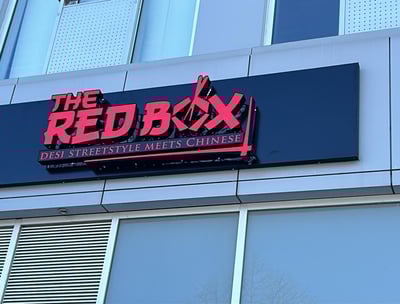 THE
RED BOX
DESI STREETSTYLE MEETS CHINESE